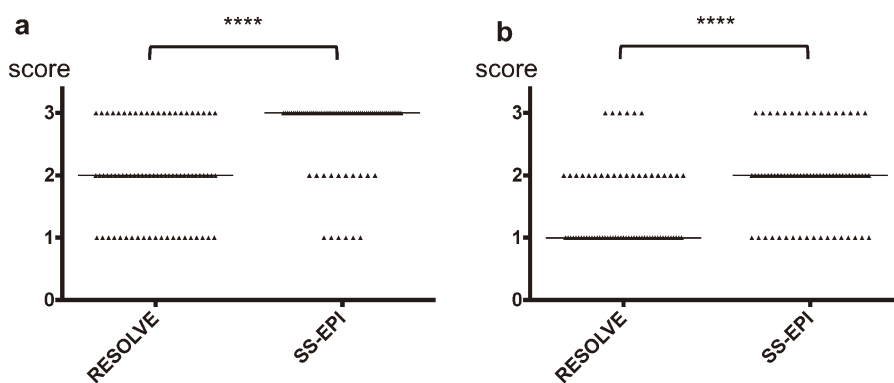 a
****
score
3
2
1
0
RESOLVE
SS-EPI
b
****
score
3
2
1
0
RESOLVE
SS-EPI